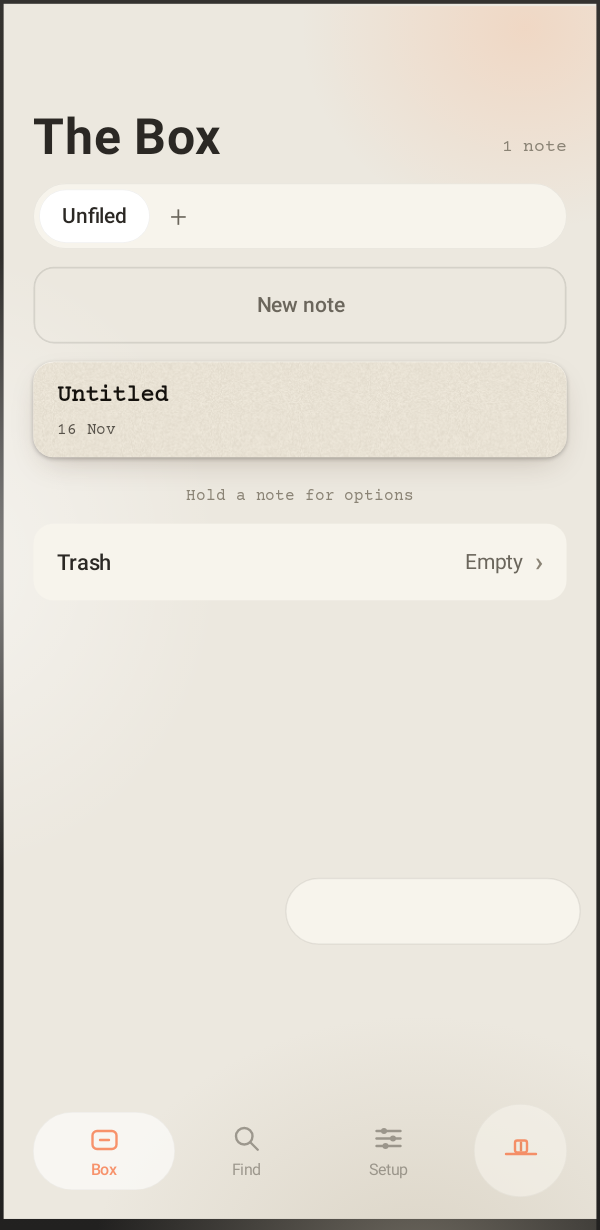 The Box
1 note
Unfiled +
New note
Untitled
16 Nov
Hold a note for options
Trash
Empty ›
Box
Find
Setup